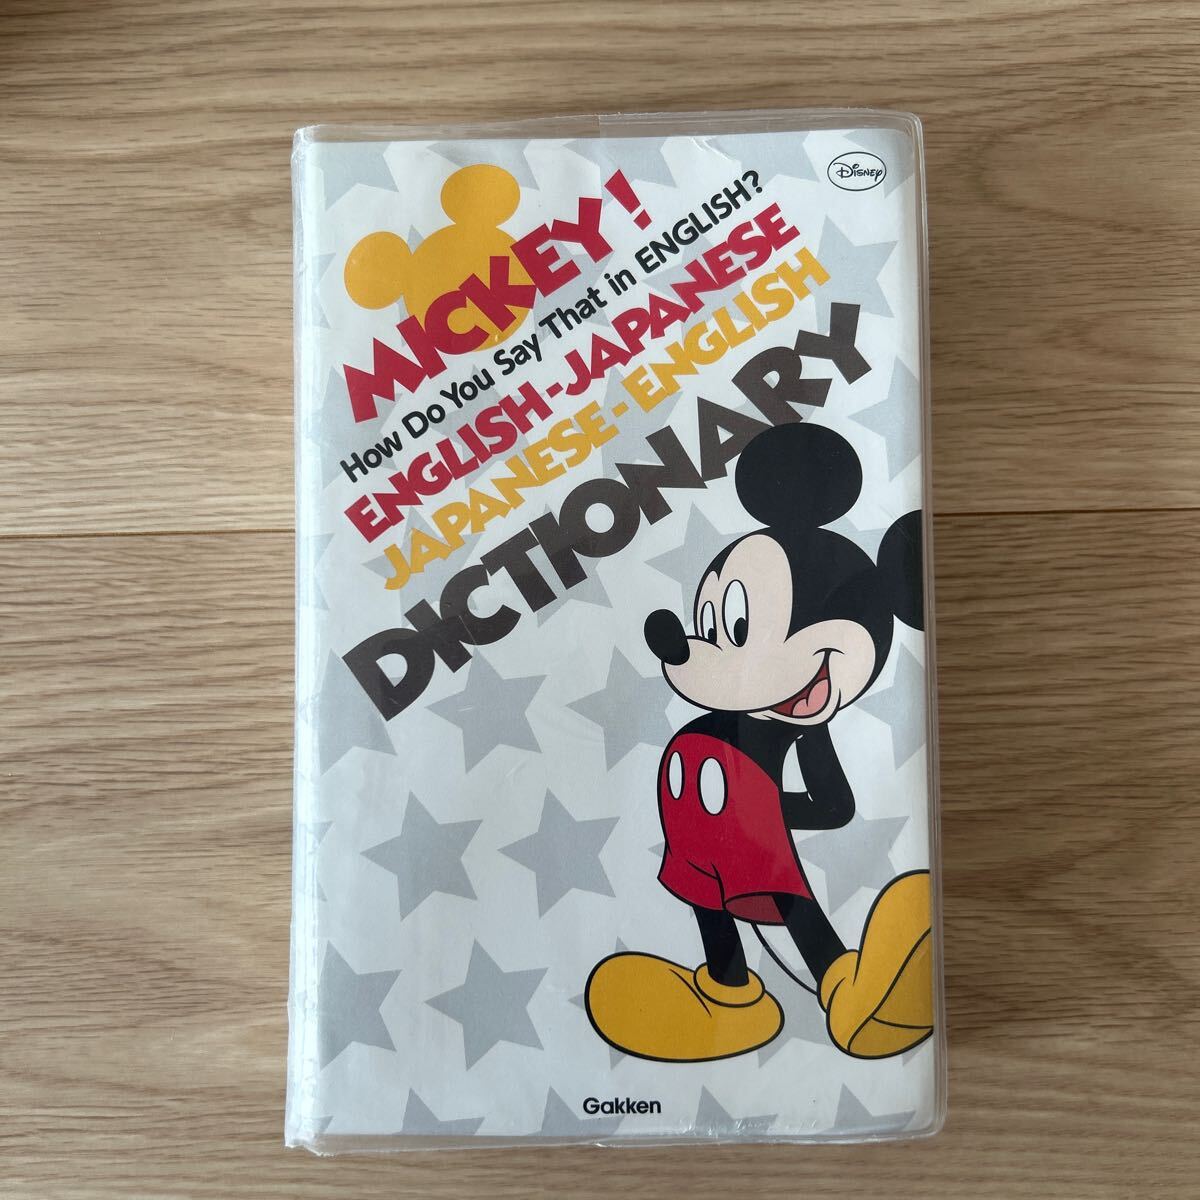 Disney
MICKEY!
How Do You Say That in ENGLISH?
ENGLISH-JAPANESE
JAPANESE-ENGLISH
DICTIONARY
Gakken